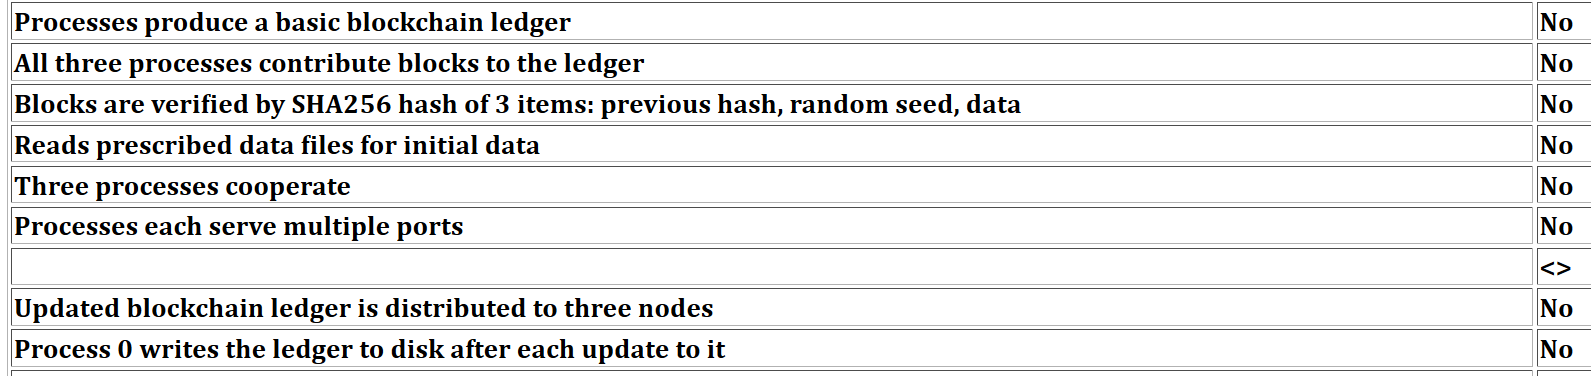 Processes produce a basic blockchain ledger No
All three processes contribute blocks to the ledger No
Blocks are verified by SHA256 hash of 3 items: previous hash, random seed, data No
Reads prescribed data files for initial data No
Three processes cooperate No
Processes each serve multiple ports No
<>
Updated blockchain ledger is distributed to three nodes No
Process 0 writes the ledger to disk after each update to it No